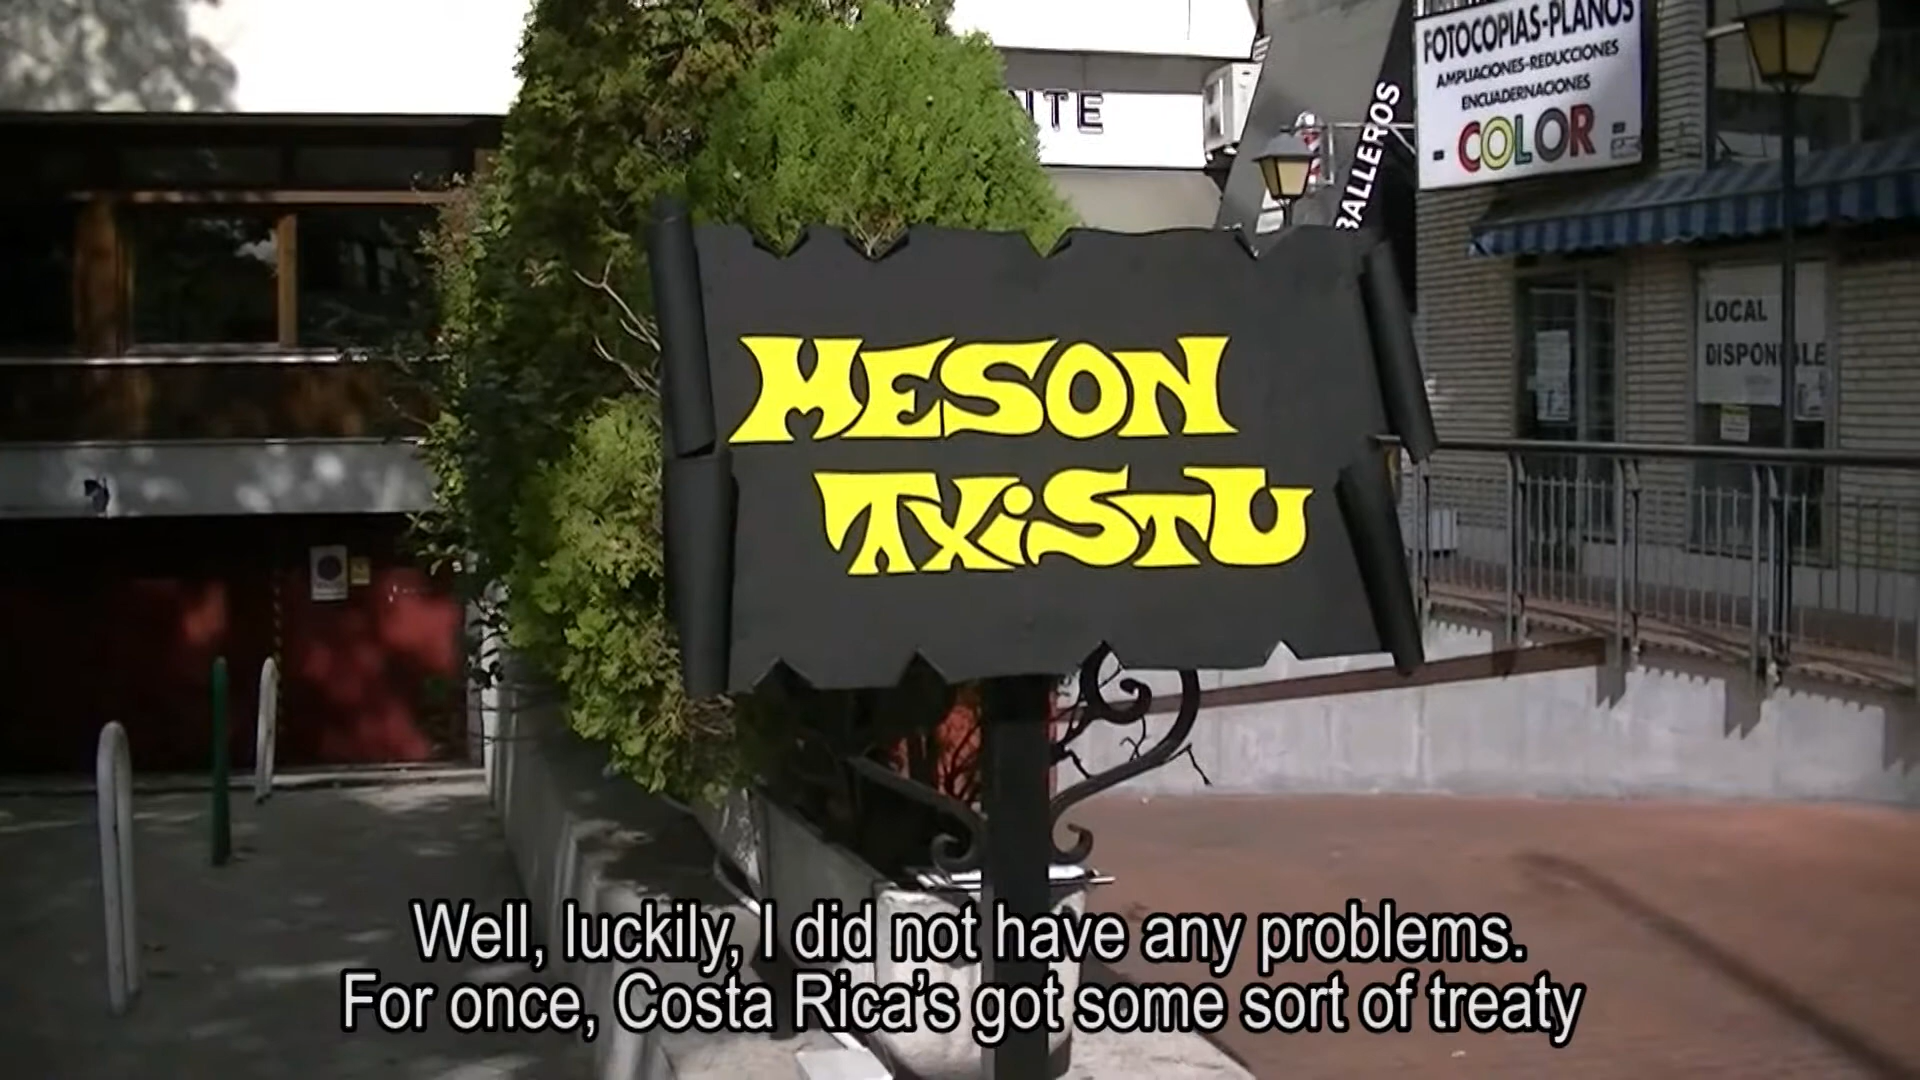 FOTOCOPIAS-PLANOS
AMPLIACIONES-REDUCCIONES
ENCUADERNACIONES
- COLOR -
BALLEROS
MESON
TXiSTU
LOCAL
DISPONIBLE
Well, luckily, I did not have any problems.
For once, Costa Rica's got some sort of treaty